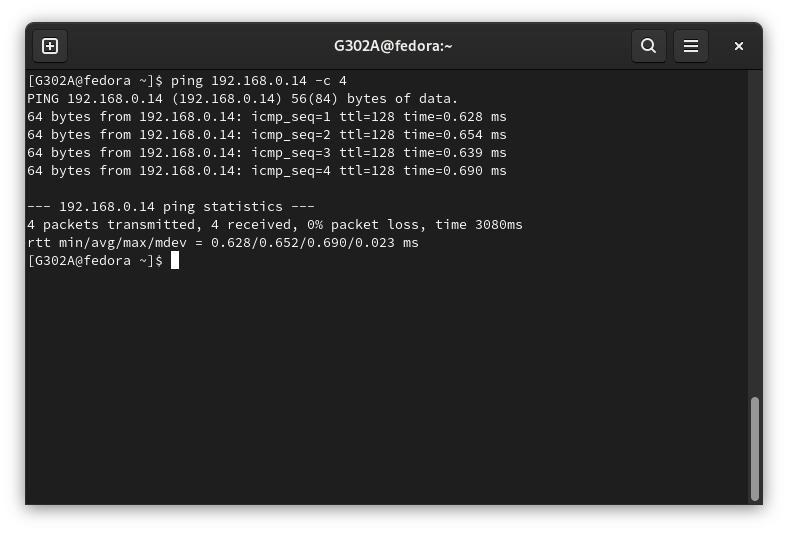 G302A@fedora:~
[G302A@fedora ~]$ ping 192.168.0.14 -c 4
PING 192.168.0.14 (192.168.0.14) 56(84) bytes of data.
64 bytes from 192.168.0.14: icmp_seq=1 ttl=128 time=0.628 ms
64 bytes from 192.168.0.14: icmp_seq=2 ttl=128 time=0.654 ms
64 bytes from 192.168.0.14: icmp_seq=3 ttl=128 time=0.639 ms
64 bytes from 192.168.0.14: icmp_seq=4 ttl=128 time=0.690 ms
--- 192.168.0.14 ping statistics ---
4 packets transmitted, 4 received, 0% packet loss, time 3080ms
rtt min/avg/max/mdev = 0.628/0.652/0.690/0.023 ms
[G302A@fedora ~]$